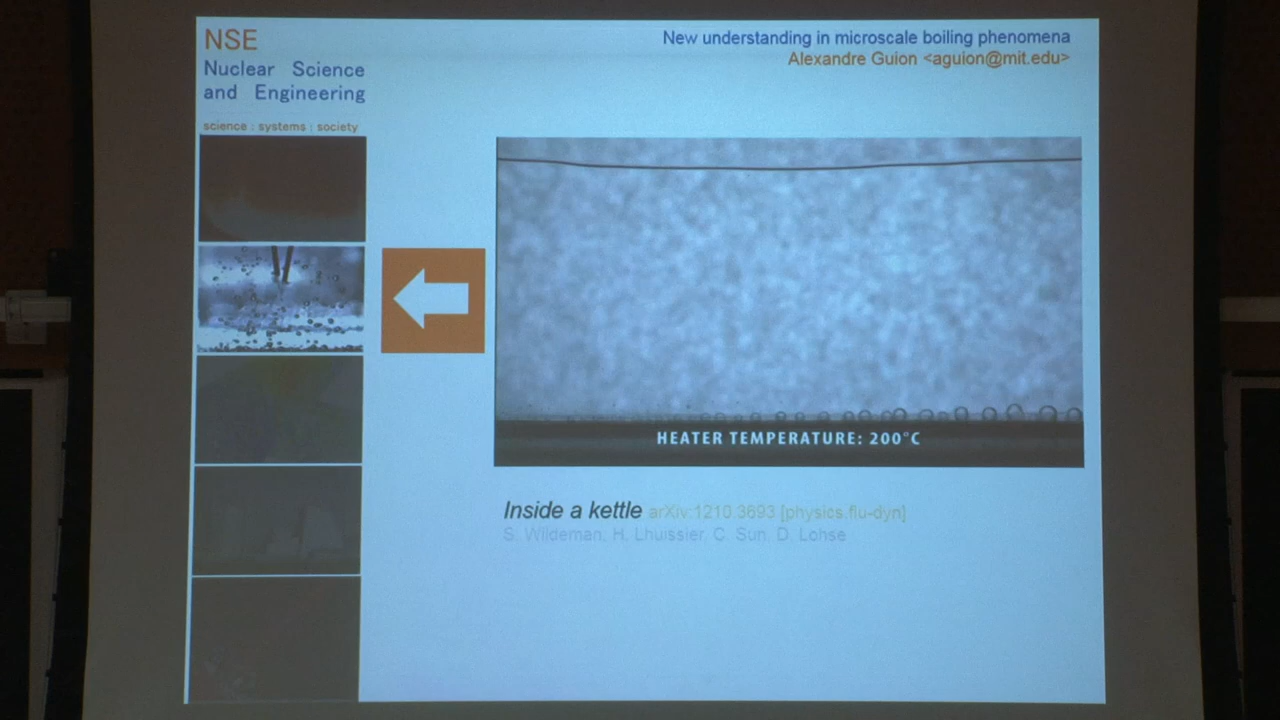 NSE
Nuclear Science
and Engineering
science : systems : society
New understanding in microscale boiling phenomena
Alexandre Guion <aguion@mit.edu>
HEATER TEMPERATURE: 200°C
Inside a kettle arXiv:1210.3693 [physics.flu-dyn]
S. Wildeman, H. Lhuissier, C. Sun, D. Lohse